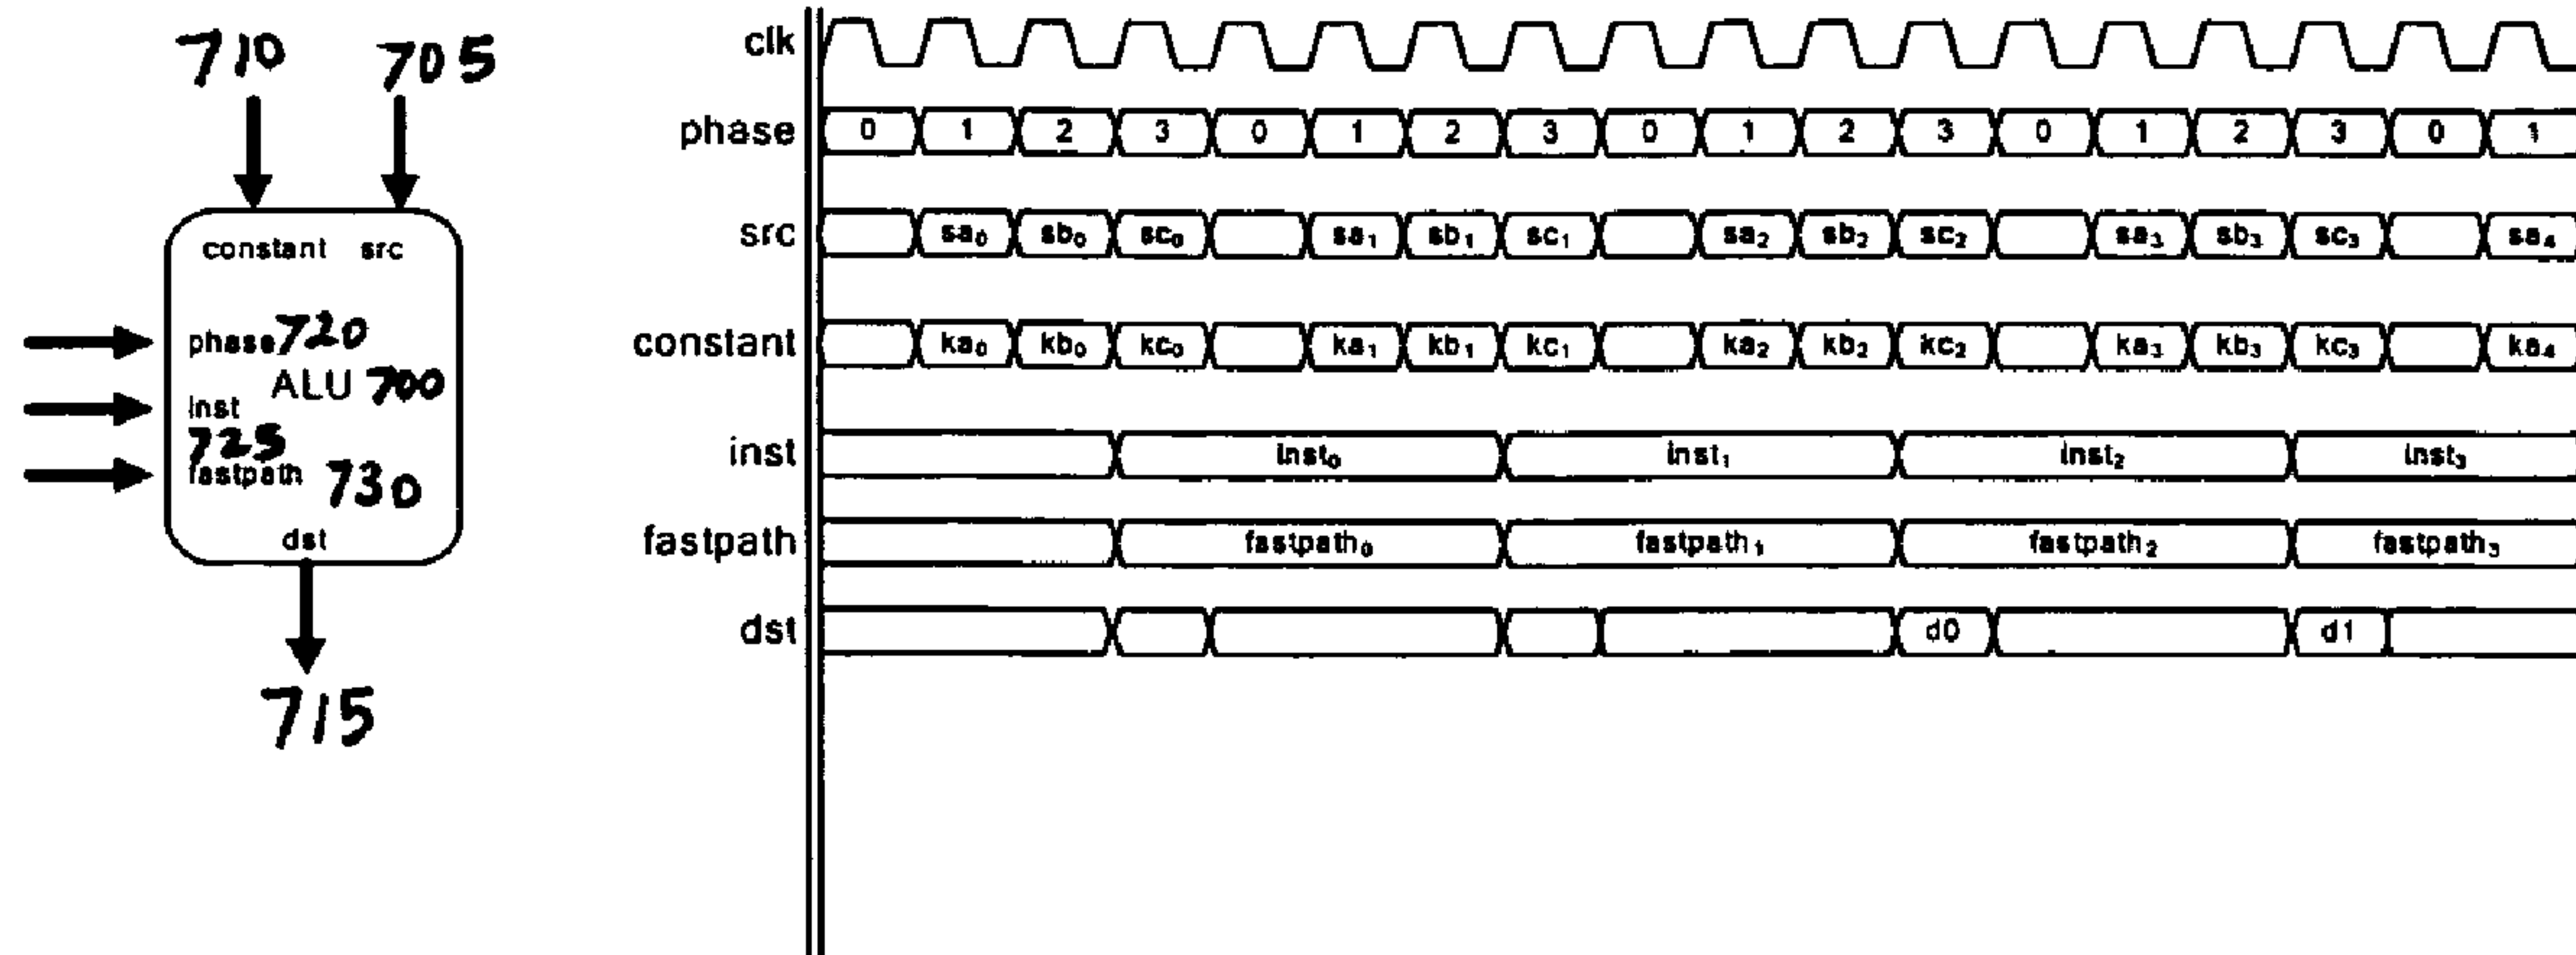 710 705
constant src
phase 720
ALU 700
inst
725
fastpath 730
dst
715
clk
phase 0 1 2 3 0 1 2 3 0 1 2 3 0 1 2 3 0 1
src sa₀ sb₀ sc₀ sa₁ sb₁ sc₁ sa₂ sb₂ sc₂ sa₃ sb₃ sc₃ sa₄
constant ka₀ kb₀ kc₀ ka₁ kb₁ kc₁ ka₂ kb₂ kc₂ ka₃ kb₃ kc₃ ka₄
inst inst₀ inst₁ inst₂ inst₃
fastpath fastpath₀ fastpath₁ fastpath₂ fastpath₃
dst d0 d1